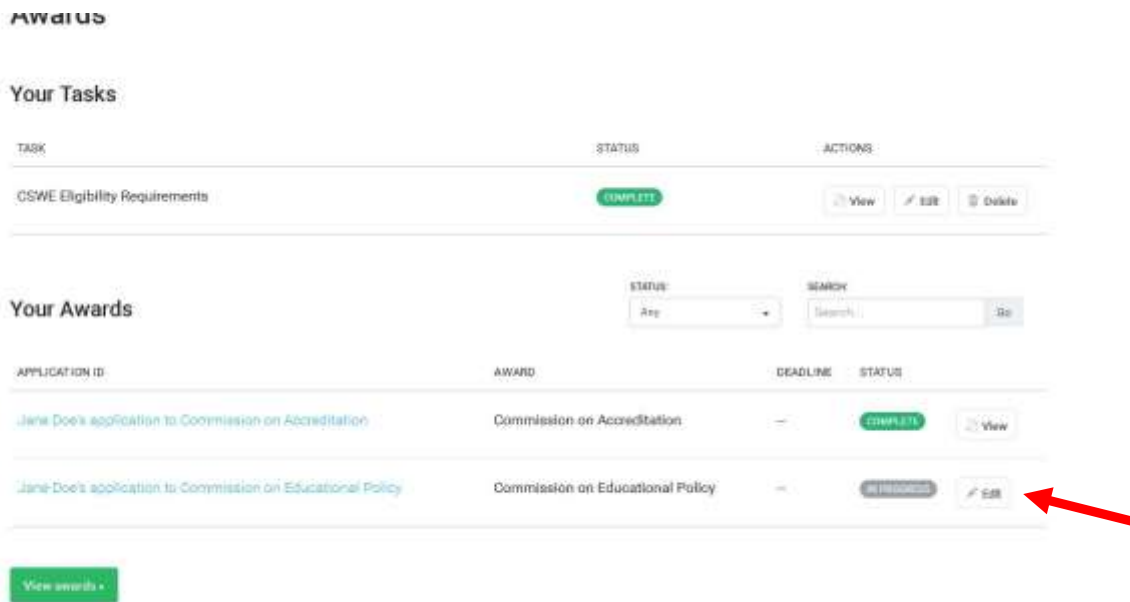 Awards
Your Tasks
TASK STATUS ACTIONS
CSWE Eligibility Requirements COMPLETE View Edit Delete
STATUS: SEARCH:
Your Awards Any Search... Go
APPLICATION ID AWARD DEADLINE STATUS
Jane Doe's application to Commission on Accreditation Commission on Accreditation — COMPLETE View
Jane Doe's application to Commission on Educational Policy Commission on Educational Policy — IN PROGRESS Edit
View awards